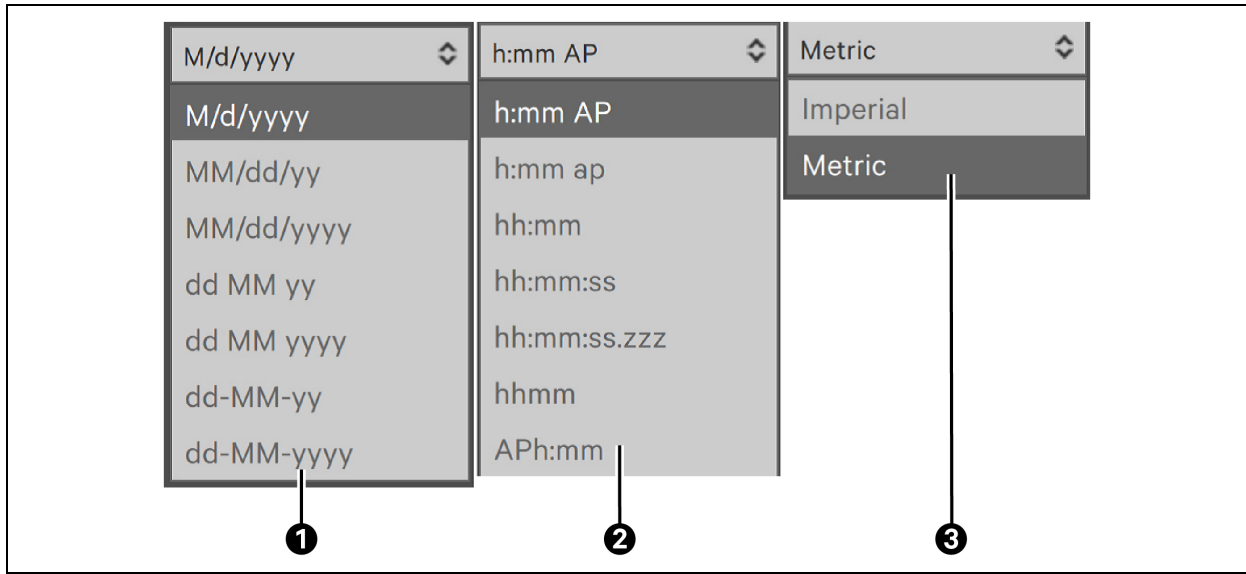 M/d/yyyy
M/d/yyyy
MM/dd/yy
MM/dd/yyyy
dd MM yy
dd MM yyyy
dd-MM-yy
dd-MM-yyyy
1
h:mm AP
h:mm AP
h:mm ap
hh:mm
hh:mm:ss
hh:mm:ss.zzz
hhmm
APh:mm
2
Metric
Imperial
Metric
3